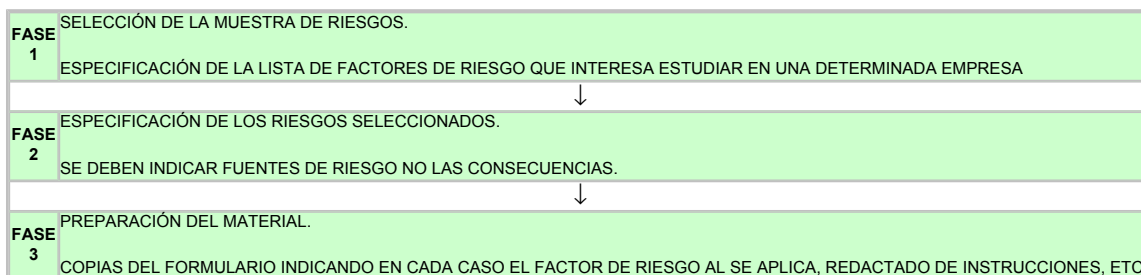 FASE 1
SELECCIÓN DE LA MUESTRA DE RIESGOS.
ESPECIFICACIÓN DE LA LISTA DE FACTORES DE RIESGO QUE INTERESA ESTUDIAR EN UNA DETERMINADA EMPRESA
↓
FASE 2
ESPECIFICACIÓN DE LOS RIESGOS SELECCIONADOS.
SE DEBEN INDICAR FUENTES DE RIESGO NO LAS CONSECUENCIAS.
↓
FASE 3
PREPARACIÓN DEL MATERIAL.
COPIAS DEL FORMULARIO INDICANDO EN CADA CASO EL FACTOR DE RIESGO AL SE APLICA, REDACTADO DE INSTRUCCIONES, ETC